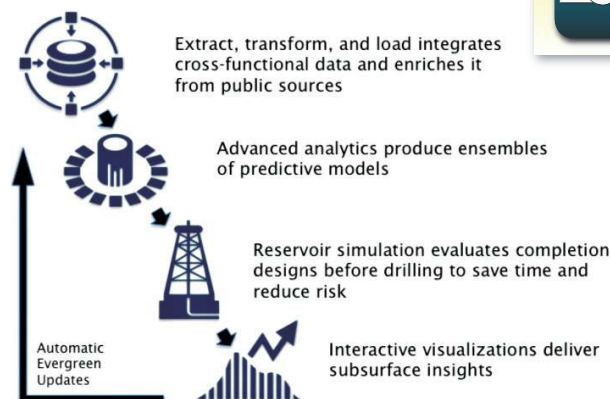 Extract, transform, and load integrates
cross-functional data and enriches it
from public sources
Advanced analytics produce ensembles
of predictive models
Reservoir simulation evaluates completion
designs before drilling to save time and
reduce risk
Interactive visualizations deliver
subsurface insights
Automatic
Evergreen
Updates